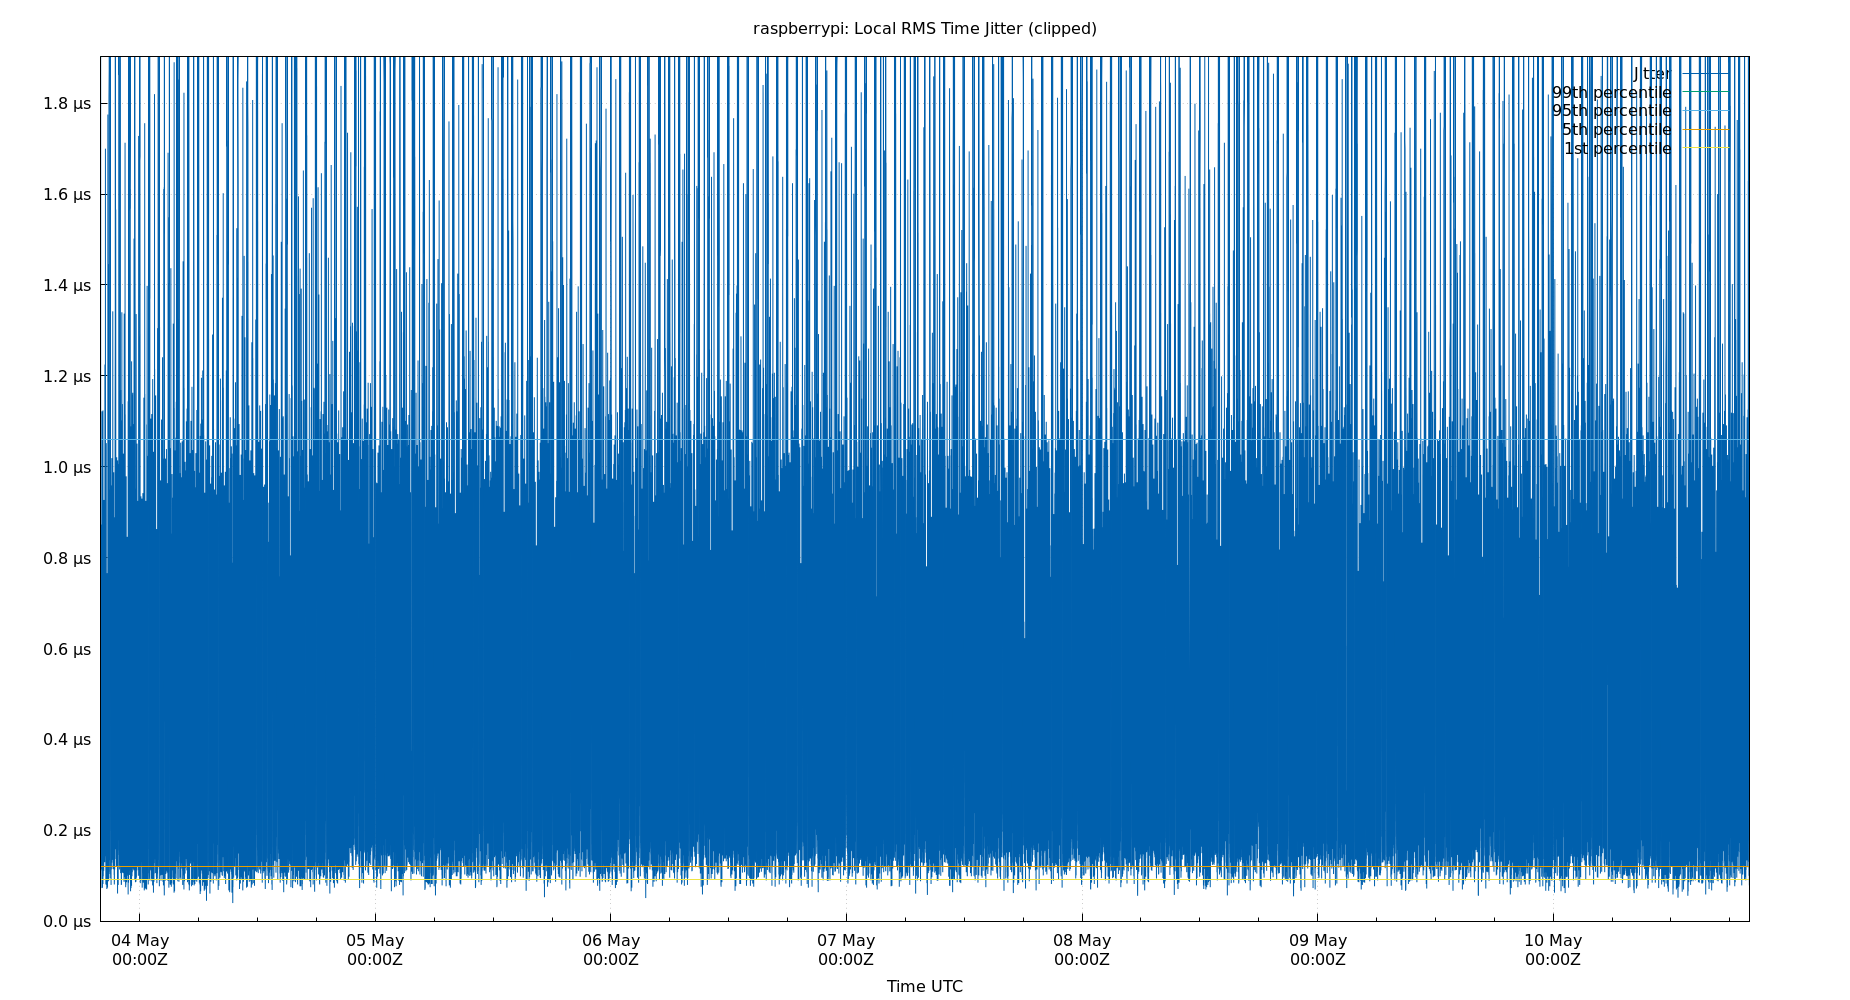 raspberrypi: Local RMS Time Jitter (clipped)
Jitter
99th percentile
95th percentile
5th percentile
1st percentile
1.8 μs
1.6 μs
1.4 μs
1.2 μs
1.0 μs
0.8 μs
0.6 μs
0.4 μs
0.2 μs
0.0 μs
04 May 05 May 06 May 07 May 08 May 09 May 10 May
00:00Z 00:00Z 00:00Z 00:00Z 00:00Z 00:00Z 00:00Z
Time UTC